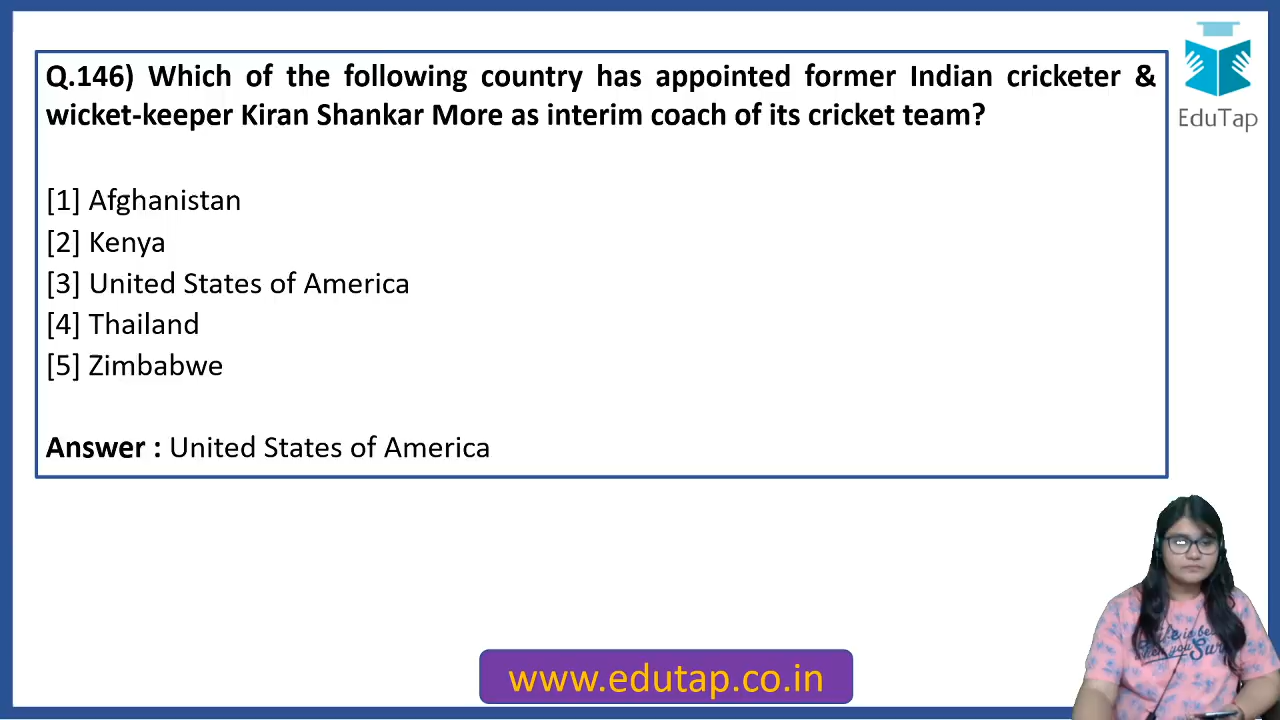 Q.146) Which of the following country has appointed former Indian cricketer &
wicket-keeper Kiran Shankar More as interim coach of its cricket team?
[1] Afghanistan
[2] Kenya
[3] United States of America
[4] Thailand
[5] Zimbabwe
Answer : United States of America
EduTap
www.edutap.co.in